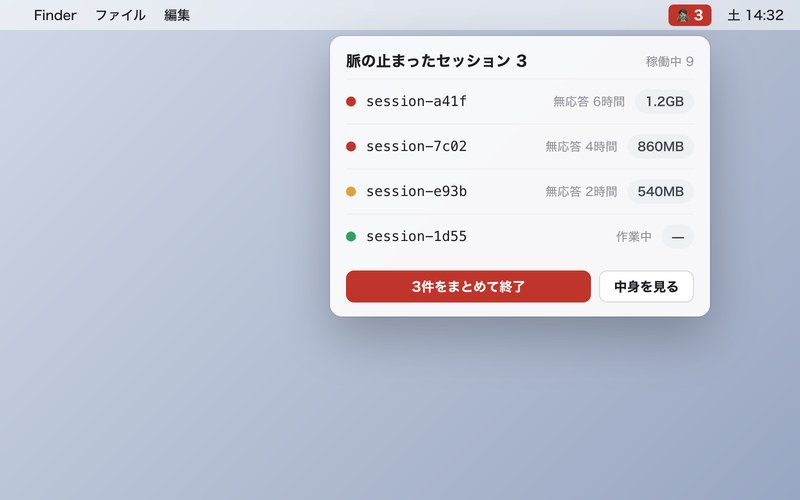 Finder ファイル 編集 3 土 14:32
脈の止まったセッション 3 稼働中 9
session-a41f 無応答 6時間 1.2GB
session-7c02 無応答 4時間 860MB
session-e93b 無応答 2時間 540MB
session-1d55 作業中 —
3件をまとめて終了 中身を見る